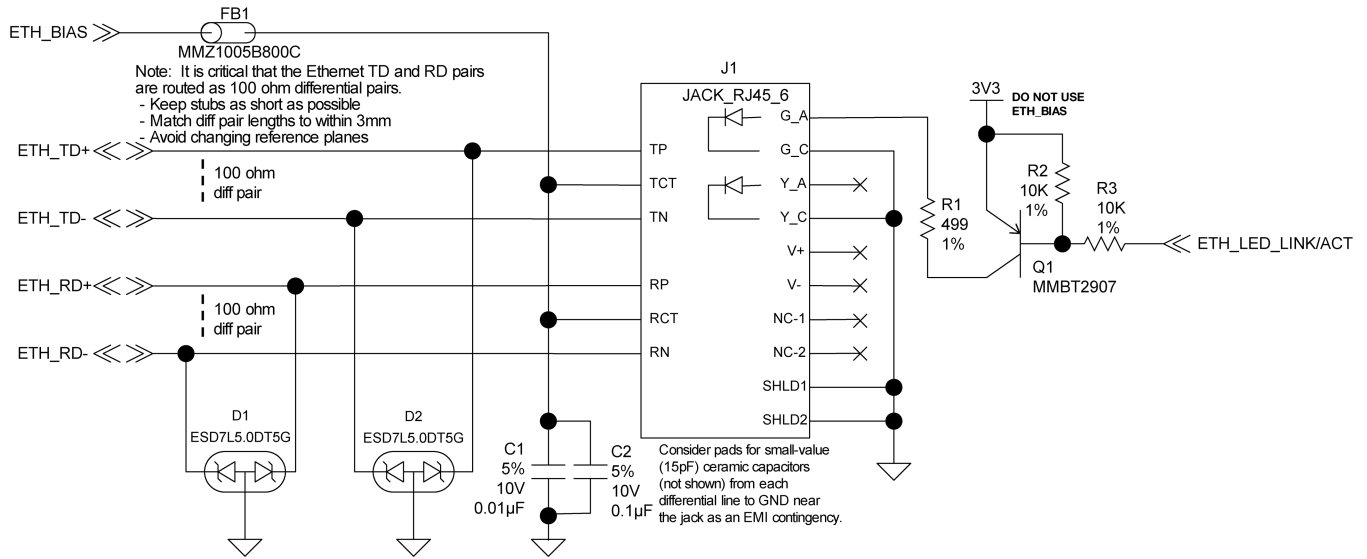 FB1
ETH_BIAS
MMZ1005B800C
Note: It is critical that the Ethernet TD and RD pairs
are routed as 100 ohm differential pairs.
- Keep stubs as short as possible
- Match diff pair lengths to within 3mm
- Avoid changing reference planes
ETH_TD+
100 ohm
diff pair
ETH_TD-
ETH_RD+
100 ohm
diff pair
ETH_RD-
D1
ESD7L5.0DT5G
D2
ESD7L5.0DT5G
C1
5%
10V
0.01µF
C2
5%
10V
0.1µF
J1
JACK_RJ45_6
TP
TCT
TN
RP
RCT
RN
G_A
G_C
Y_A
Y_C
V+
V-
NC-1
NC-2
SHLD1
SHLD2
Consider pads for small-value
(15pF) ceramic capacitors
(not shown) from each
differential line to GND near
the jack as an EMI contingency.
3V3
DO NOT USE
ETH_BIAS
R1
499
1%
R2
10K
1%
R3
10K
1%
Q1
MMBT2907
ETH_LED_LINK/ACT